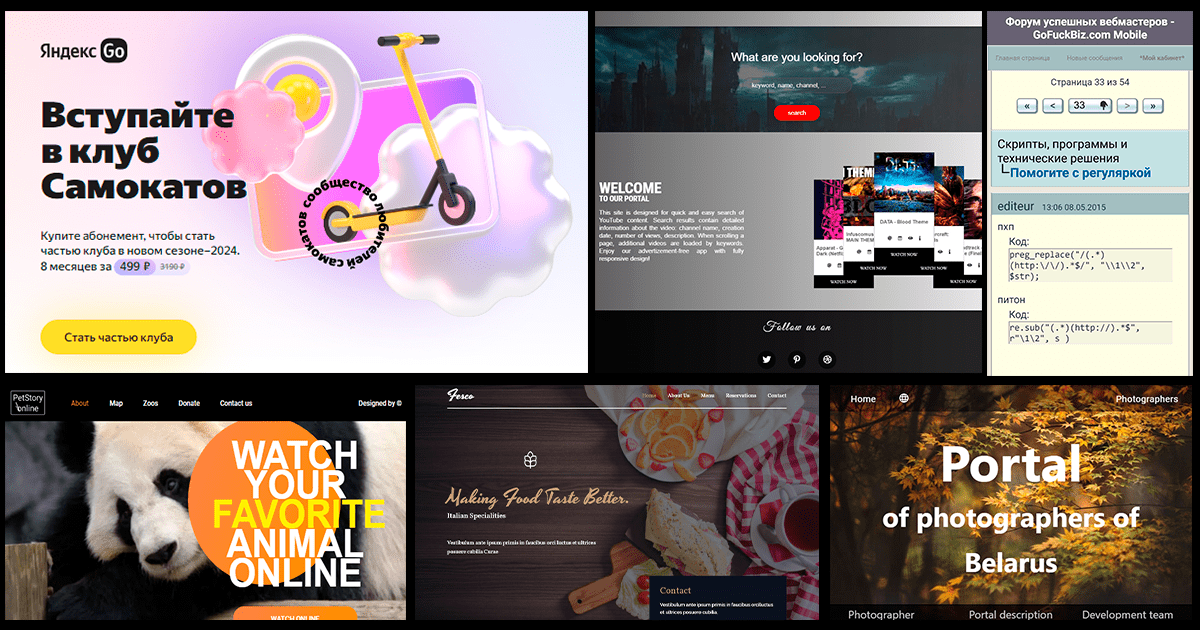 Яндекс Go
Вступайте
в клуб
Самокатов
Купите абонемент, чтобы стать
частью клуба в новом сезоне–2024.
8 месяцев за 499 ₽ 3190 ₽
Стать частью клуба
сообщество любителей самокатов
What are you looking for?
keyword, name, channel, ...
search
WELCOME
TO OUR PORTAL
This site is designed for quick and easy search of
YouTube content. Search results contain detailed
information about the video: channel name, creation
date, number of views, description. When scrolling a
page, additional videos are loaded by keywords.
Enjoy our advertizement-free app with fully
responsive design!
DATA - Blood Theme
WATCH NOW
WATCH NOW
WATCH NOW
Follow us on
Форум успешных вебмастеров -
GoFuckBiz.com Mobile
Главная страница Новые сообщения *Мой кабинет*
Страница 33 из 54
« < 33 > »
Скрипты, программы и
технические решения
Помогите с регуляркой
editeur 13:06 08.05.2015
пхп
Код:
preg_replace("/(.*)
(http:\/\/).*$/", "\\1\\2",
$str);
питон
Код:
re.sub("(.*)(http://).*$",
r"\1\2", s )
PetStory
online
About Map Zoos Donate Contact us Designed by ©
WATCH
YOUR
FAVORITE
ANIMAL
ONLINE
WATCH ONLINE
Fesco
Home About Us Menu Reservations Contact
Making Food Taste Better.
Italian Specialities
Vestibulum ante ipsum primis in faucibus orci luctus et ultrices
posuere cubilia Curae
Contact
Vestibulum ante ipsum primis in faucibus orciluctus
et ultrices posuere cubilia.
Home Photographers
Portal
of photographers of
Belarus
Photographer Portal description Development team